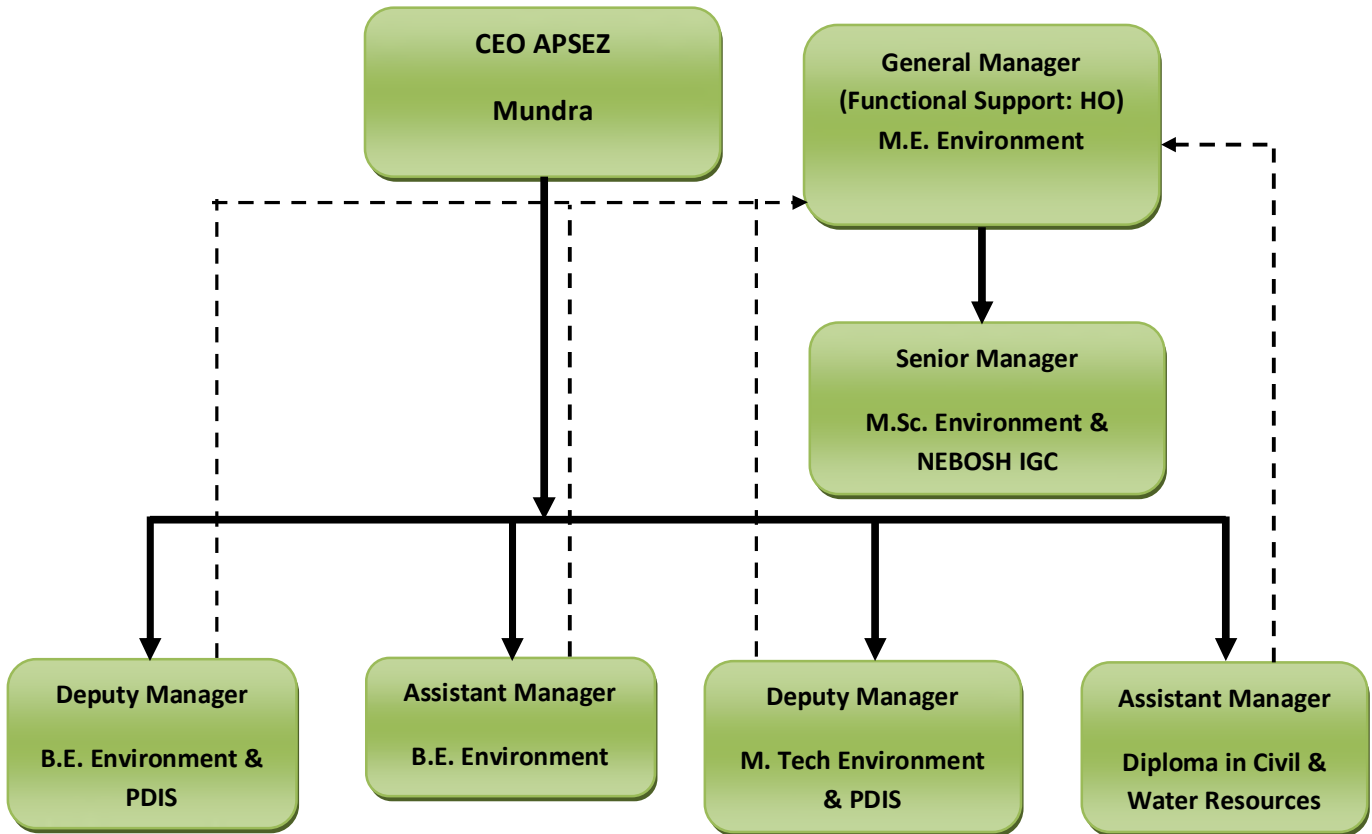 CEO APSEZ
Mundra
General Manager
(Functional Support: HO)
M.E. Environment
Senior Manager
M.Sc. Environment &
NEBOSH IGC
Deputy Manager
B.E. Environment &
PDIS
Assistant Manager
B.E. Environment
Deputy Manager
M. Tech Environment
& PDIS
Assistant Manager
Diploma in Civil &
Water Resources